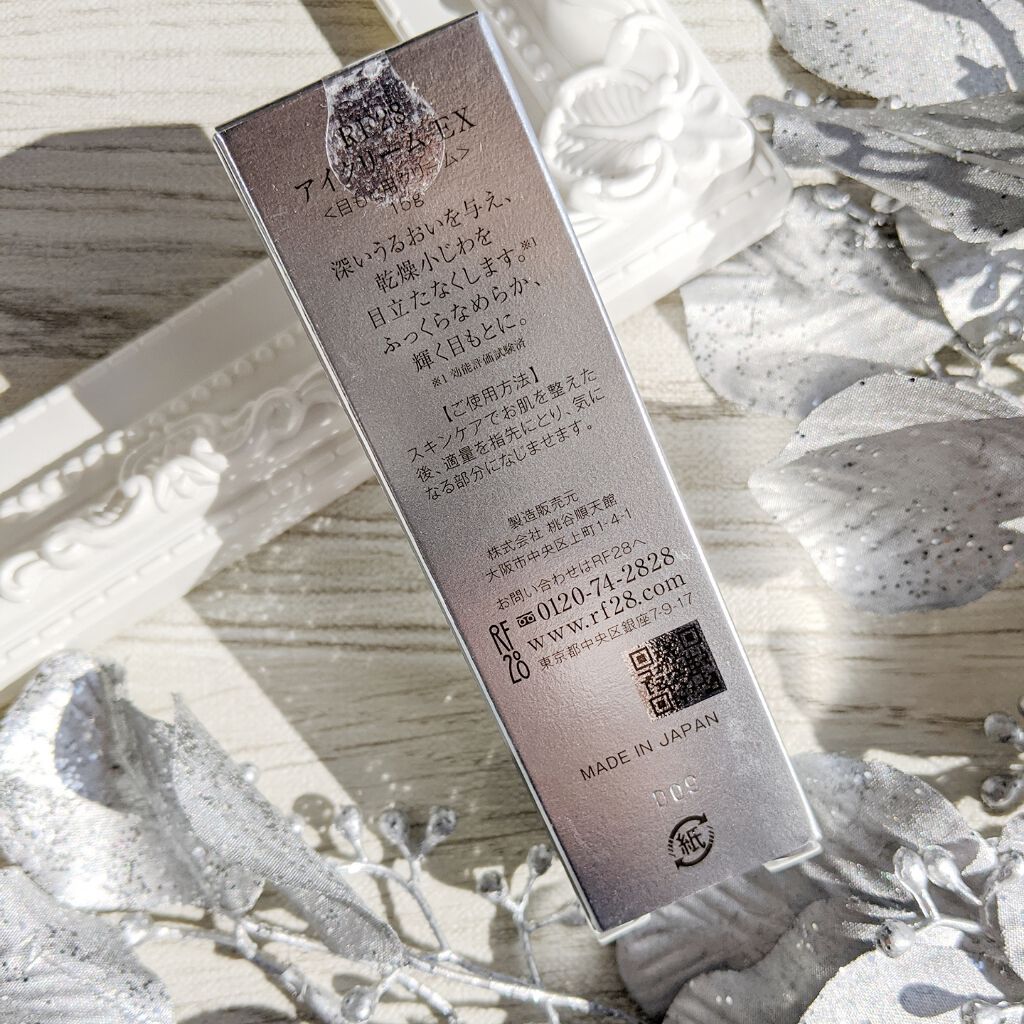 RF28
アイクリームEX
<目もと用クリーム>
15g
深いうるおいを与え、
乾燥小じわを
目立たなくします。※1
ふっくらなめらか、
輝く目もとに。
※1 効能評価試験済
【ご使用方法】
スキンケアでお肌を整えた
後、適量を指先にとり、気に
なる部分になじませます。
製造販売元
株式会社 桃谷順天館
大阪市中央区上町1-4-1
お問い合わせはRF28へ
0120-74-2828
www.rf28.com
東京都中央区銀座7-9-17
RF
28
MADE IN JAPAN
紙